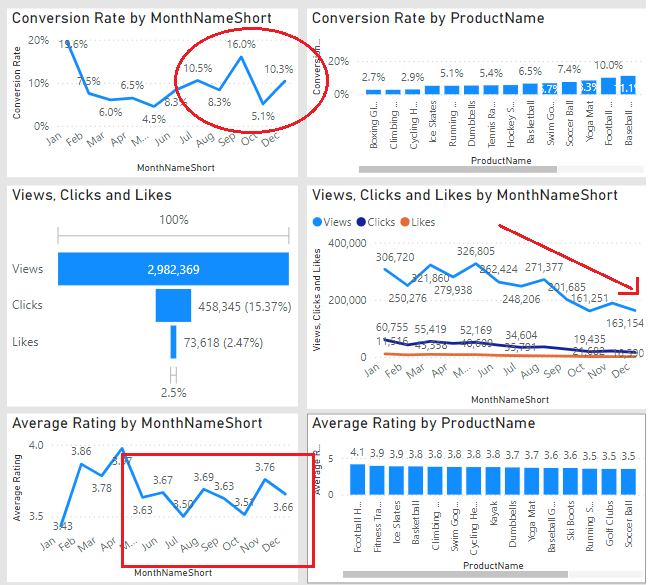 Conversion Rate by MonthNameShort
Conversion Rate
20%
10%
0%
19.6%
7.5%
6.0%
6.5%
4.5%
8.3%
10.5%
8.3%
16.0%
5.1%
10.3%
Jan
Feb
Mar
Apr
M...
Jun
Jul
Aug
Sep
Oct
Dec
MonthNameShort
Conversion Rate by ProductName
Conversion...
20%
0%
2.7%
2.9%
5.1%
5.4%
6.5%
7.4%
10.0%
Boxing Gl...
Climbing ...
Cycling H...
Ice Skates
Running ...
Dumbbells
Tennis Ra...
Hockey S...
Basketball
Swim Go...
Soccer Ball
Yoga Mat
Football ...
Baseball ...
ProductName
Views, Clicks and Likes
100%
Views
2,982,369
Clicks
458,345 (15.37%)
Likes
73,618 (2.47%)
2.5%
Views, Clicks and Likes by MonthNameShort
Views
Clicks
Likes
Views, Clicks and Likes
400,000
200,000
0
306,720
250,276
321,860
279,938
326,805
262,424
248,206
271,377
201,685
161,251
163,154
60,755
55,419
52,169
34,604
19,435
Jan
Feb
Mar
Apr
M...
Jun
Jul
Aug
Sep
Oct
Nov
Dec
MonthNameShort
Average Rating by MonthNameShort
Average Rating
4.0
3.5
3.43
3.86
3.78
3.63
3.67
3.50
3.69
3.63
3.51
3.76
3.66
Jan
Feb
Mar
Apr
M...
Jun
Jul
Aug
Sep
Oct
Dec
MonthNameShort
Average Rating by ProductName
Average R...
5
0
4.1
3.9
3.9
3.8
3.8
3.8
3.8
3.8
3.7
3.7
3.6
3.6
3.5
3.5
3.5
Football H...
Fitness Tra...
Ice Skates
Basketball
Climbing ...
Swim Gog...
Cycling He...
Kayak
Dumbbells
Yoga Mat
Baseball G...
Ski Boots
Running S...
Golf Clubs
Soccer Ball
ProductName